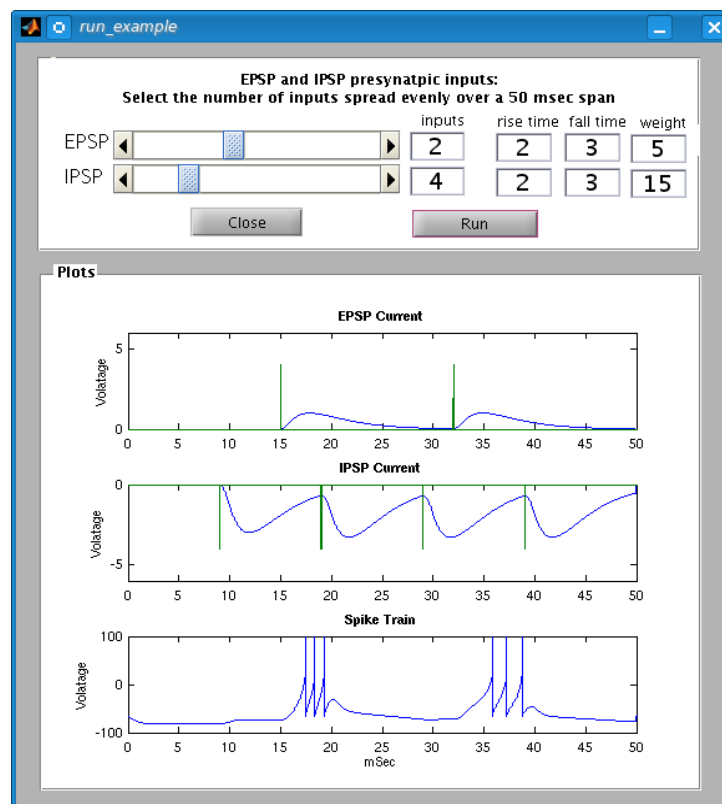 run_example
EPSP and IPSP presynatpic inputs:
Select the number of inputs spread evenly over a 50 msec span
inputs rise time fall time weight
EPSP 2 2 3 5
IPSP 4 2 3 15
Close Run
Plots
EPSP Current
Volatage
5
0
0 5 10 15 20 25 30 35 40 45 50
IPSP Current
Volatage
0
-5
0 5 10 15 20 25 30 35 40 45 50
Spike Train
Volatage
100
0
-100
0 5 10 15 20 25 30 35 40 45 50
mSec